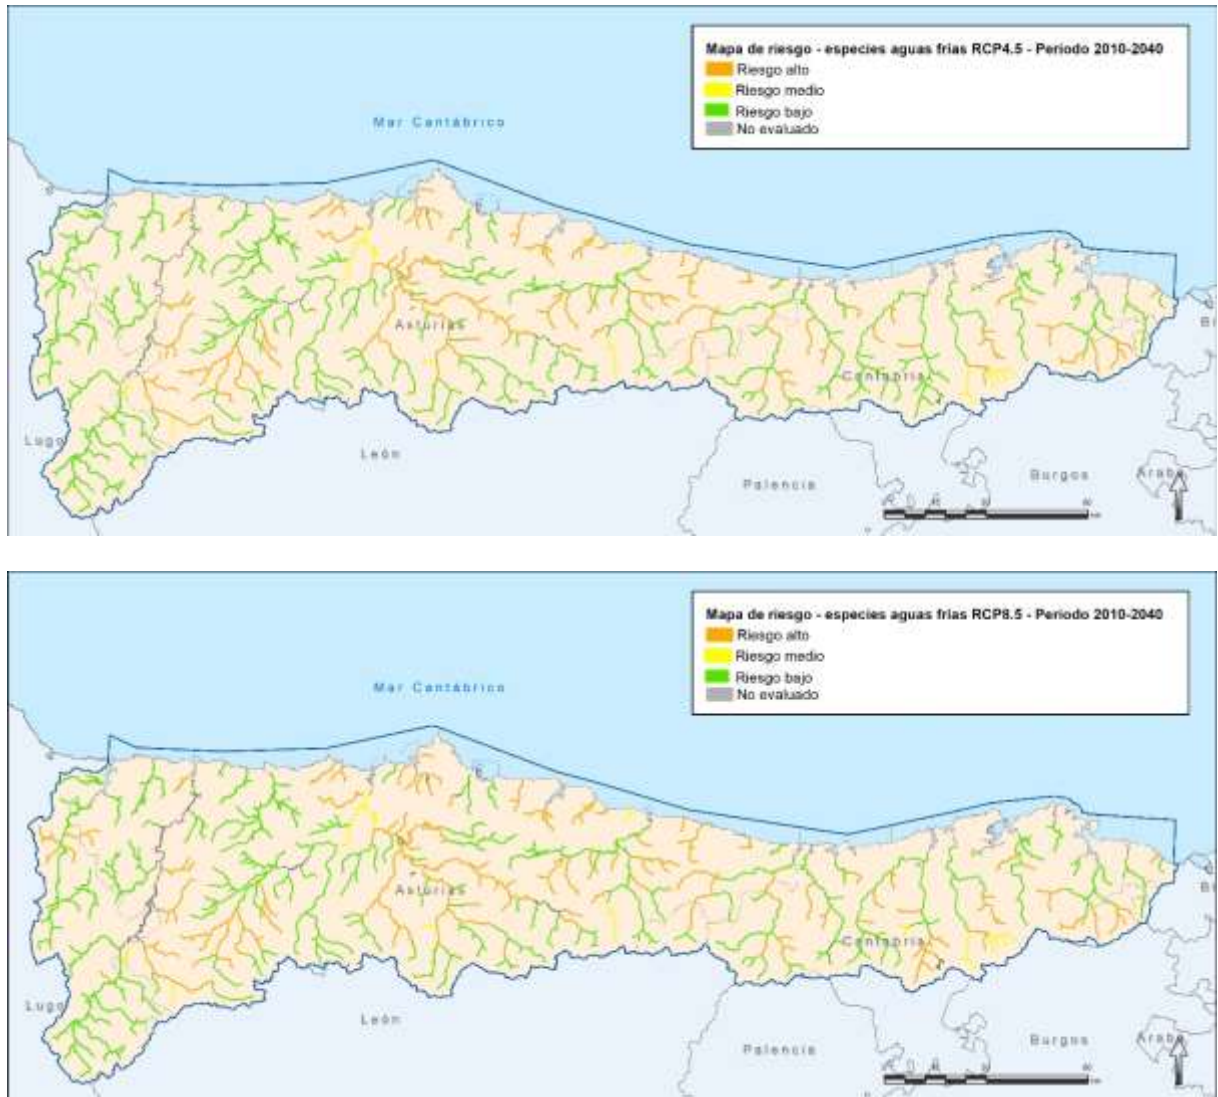 Mapa de riesgo - especies aguas frías RCP4.5 - Periodo 2010-2040
Riesgo alto
Riesgo medio
Riesgo bajo
No evaluado
Mar Cantábrico
Asturias
Cantabria
Lugo
León
Palencia
Burgos
Araba
Bi
Mapa de riesgo - especies aguas frías RCP8.5 - Periodo 2010-2040
Riesgo alto
Riesgo medio
Riesgo bajo
No evaluado
Mar Cantábrico
Asturias
Cantabria
Lugo
León
Palencia
Burgos
Araba